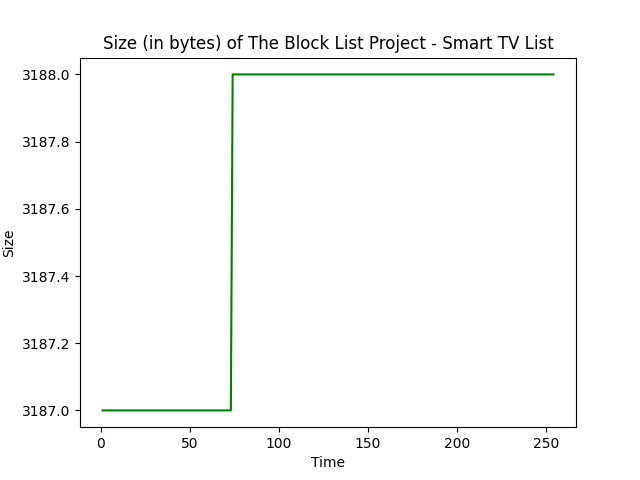 Size (in bytes) of The Block List Project - Smart TV List
3188.0
3187.8
3187.6
3187.4
3187.2
3187.0
Size
0 50 100 150 200 250
Time